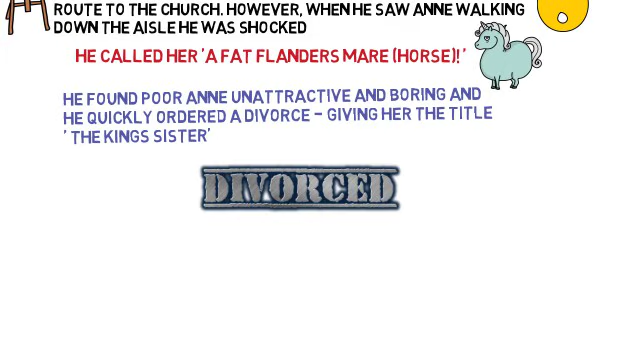 ROUTE TO THE CHURCH. HOWEVER, WHEN HE SAW ANNE WALKING
DOWN THE AISLE HE WAS SHOCKED
HE CALLED HER 'A FAT FLANDERS MARE (HORSE)!'
HE FOUND POOR ANNE UNATTRACTIVE AND BORING AND
HE QUICKLY ORDERED A DIVORCE – GIVING HER THE TITLE
'THE KINGS SISTER'
DIVORCED